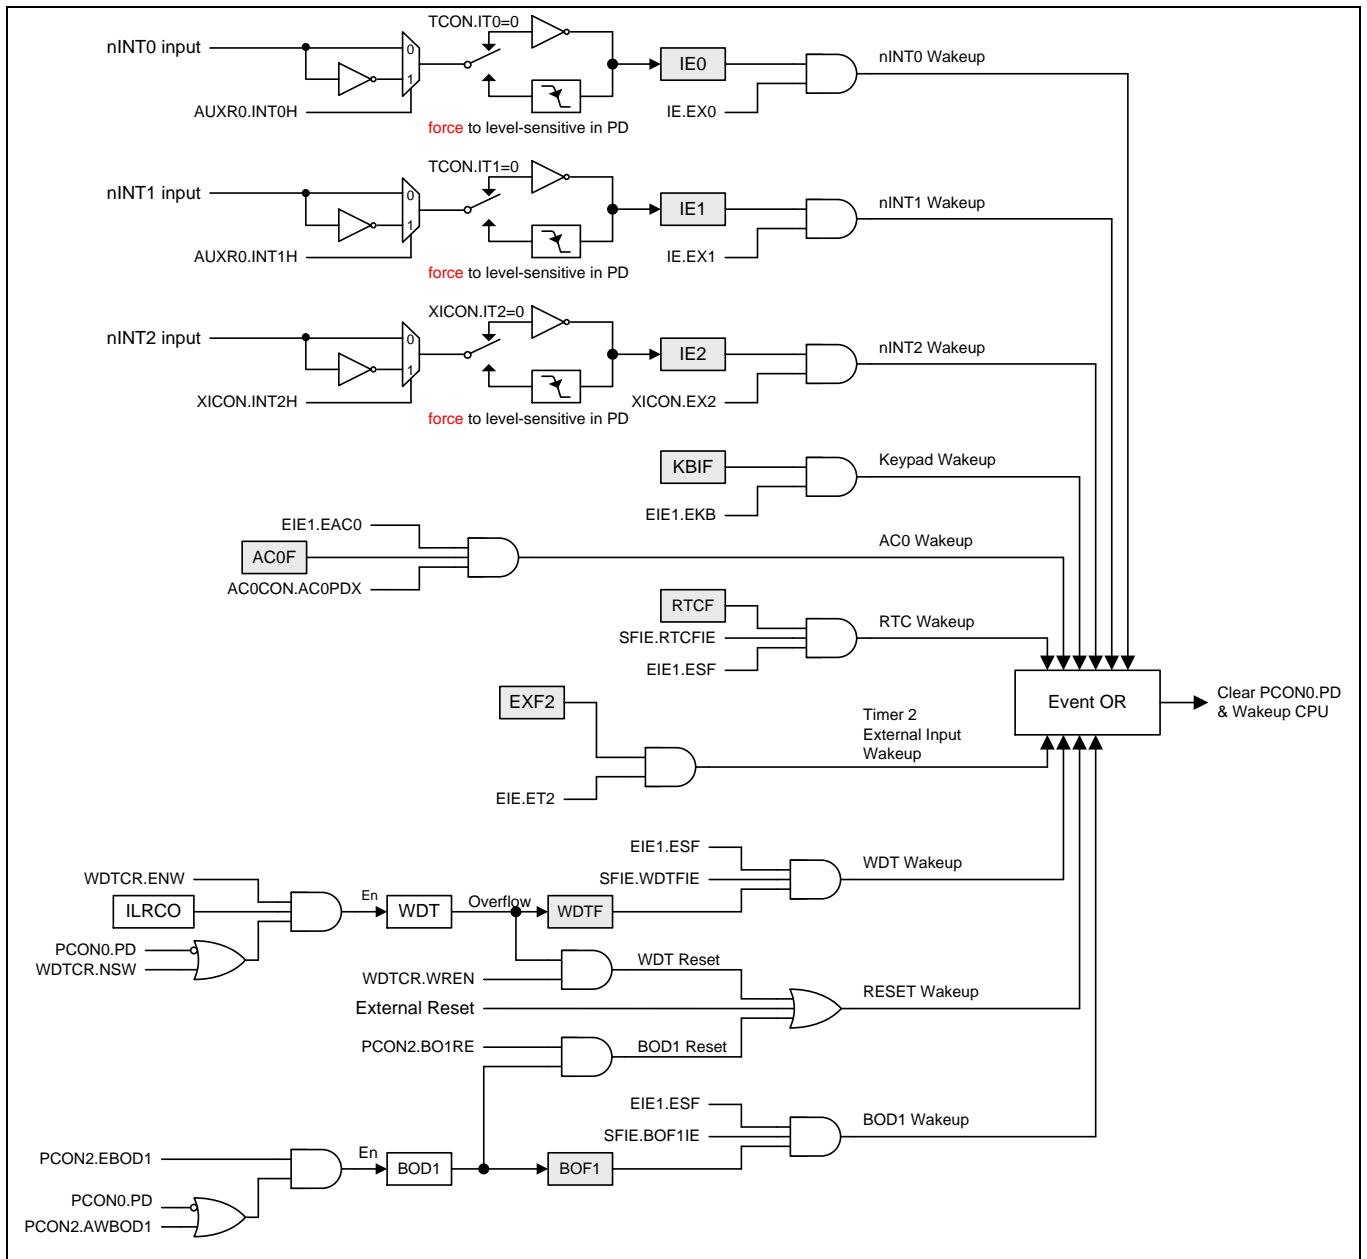 TCON.IT0=0
nINT0 input
0
1
IE0
nINT0 Wakeup
AUXR0.INT0H
IE.EX0
force to level-sensitive in PD
TCON.IT1=0
nINT1 input
0
1
IE1
nINT1 Wakeup
AUXR0.INT1H
IE.EX1
force to level-sensitive in PD
XICON.IT2=0
nINT2 input
0
1
IE2
nINT2 Wakeup
XICON.INT2H
XICON.EX2
force to level-sensitive in PD
KBIF
Keypad Wakeup
EIE1.EKB
EIE1.EAC0
AC0F
AC0 Wakeup
AC0CON.AC0PDX
RTCF
SFIE.RTCFIE
RTC Wakeup
EIE1.ESF
EXF2
Event OR
Clear PCON0.PD
& Wakeup CPU
Timer 2
External Input
Wakeup
EIE.ET2
EIE1.ESF
WDT Wakeup
WDTCR.ENW
SFIE.WDTFIE
En
Overflow
ILRCO
WDT
WDTF
PCON0.PD
WDTCR.NSW
WDT Reset
WDTCR.WREN
RESET Wakeup
External Reset
PCON2.BO1RE
BOD1 Reset
EIE1.ESF
BOD1 Wakeup
SFIE.BOF1IE
PCON2.EBOD1
En
BOD1
BOF1
PCON0.PD
PCON2.AWBOD1